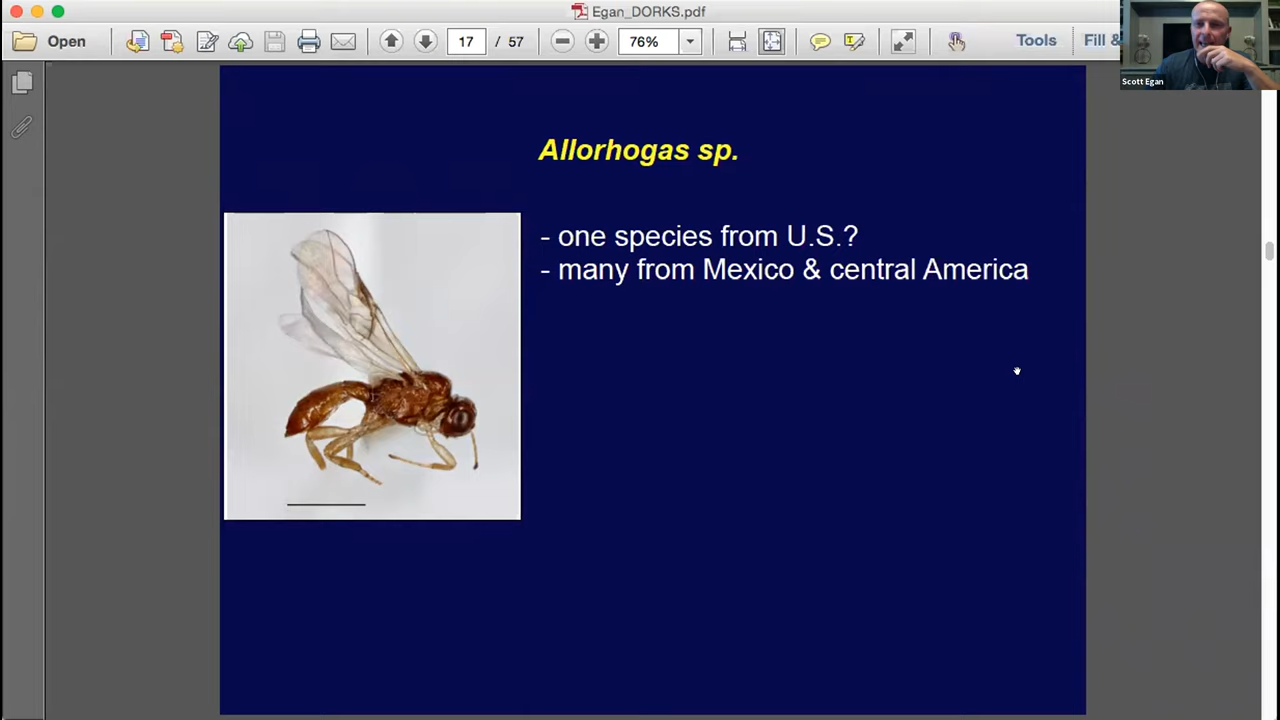 Egan_DORKS.pdf
Open
17 / 57
76%
Tools
Fill &
Scott Egan
Allorhogas sp.
- one species from U.S.?
- many from Mexico & central America